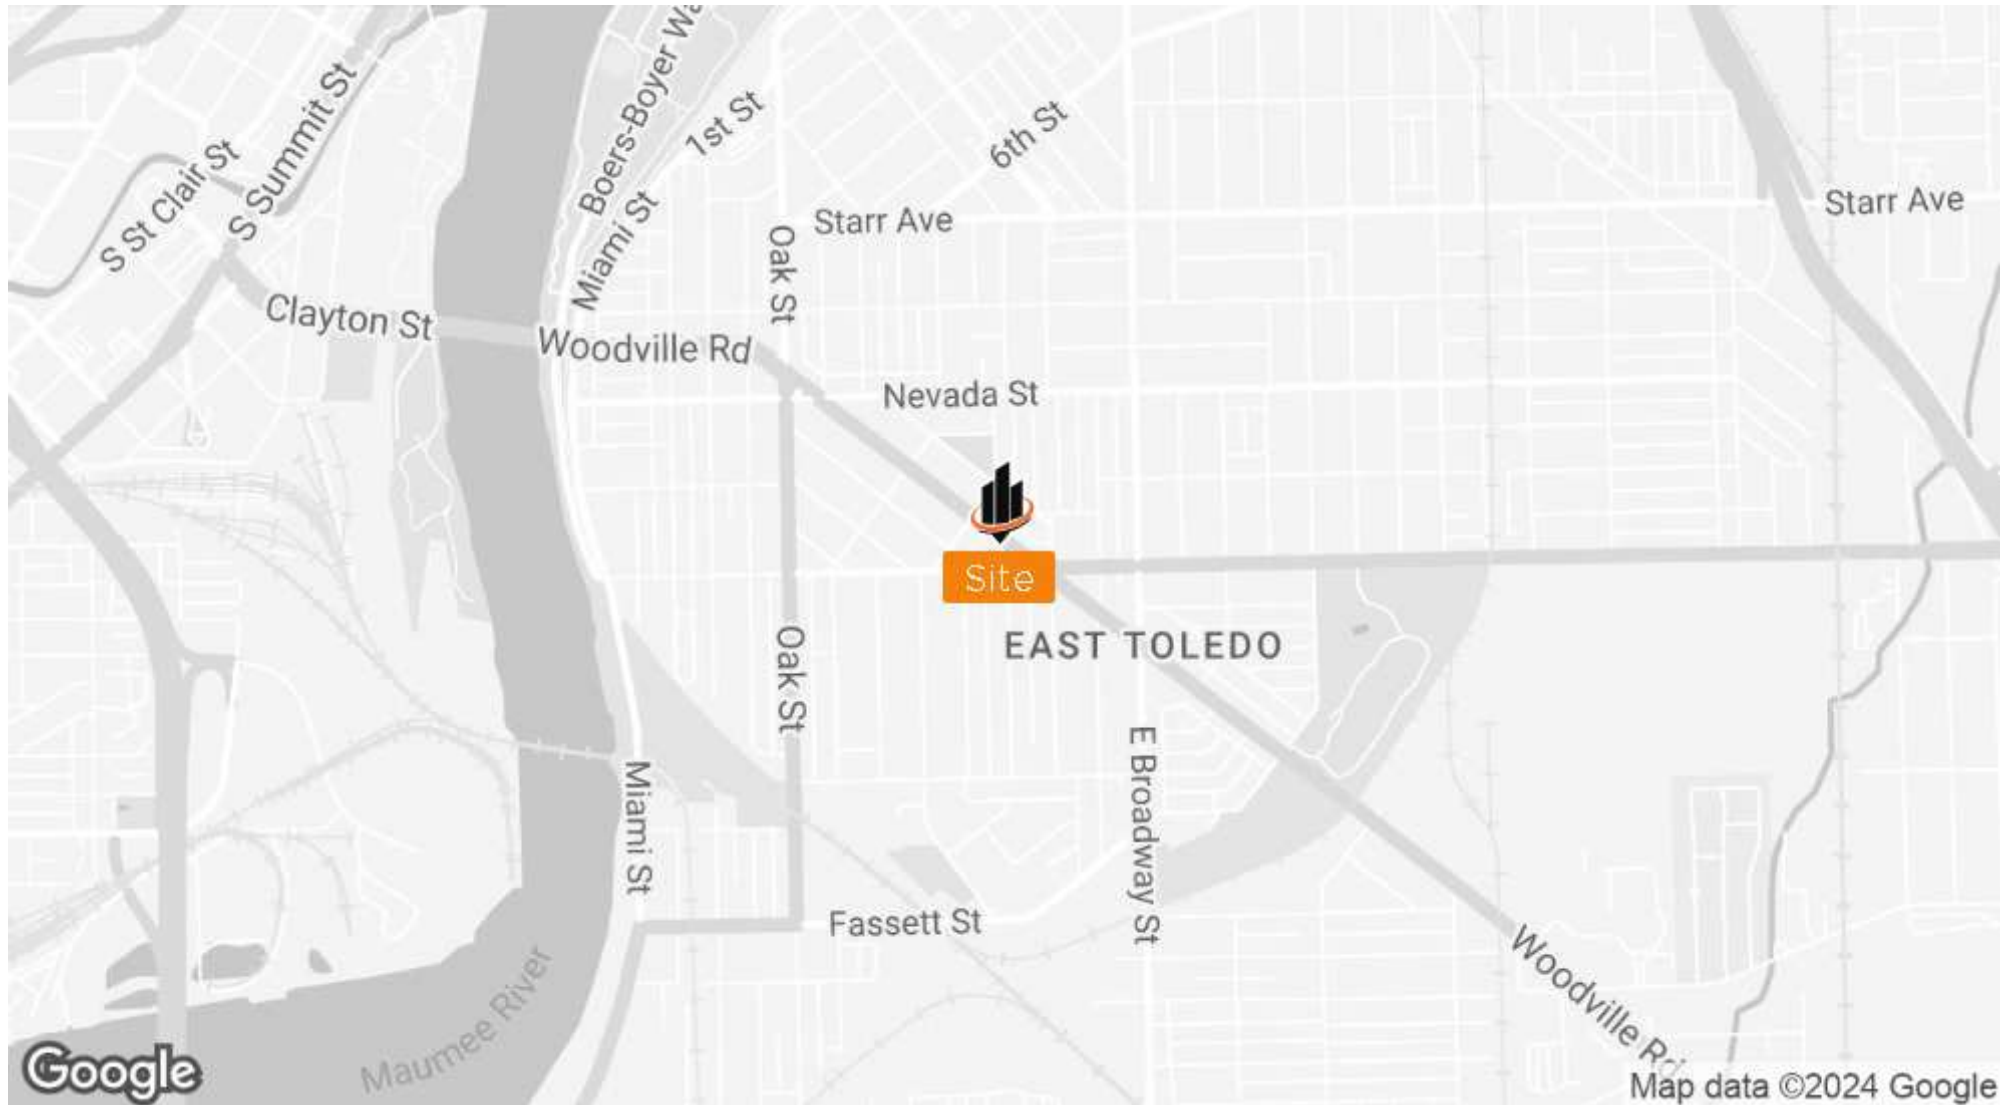 S Summit St
S St Clair St
Clayton St
Boers-Boyer Wa
1st St
Miami St
6th St
Oak St
Starr Ave
Starr Ave
Woodville Rd
Nevada St
Site
EAST TOLEDO
Oak St
Miami St
E Broadway St
Fassett St
Woodville Rd
Maumee River
Google
Map data ©2024 Google